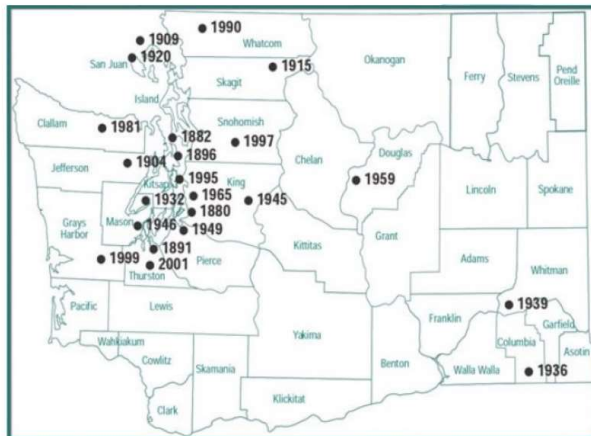 1990
1909
Whatcom
Okanogan
Pend
Oreille
1920
San Juan
1915
Ferry
Stevens
Skagit
Island
Clallam
1981
Snohomish
1882
1997
Douglas
1896
Chelan
Jefferson
1904
1995
King
1959
Kitsap
Lincoln
Spokane
1932
1965
1945
1880
Grays
Harbor
Mason
1946
1949
Grant
Kittitas
1891
1999
2001
Pierce
Adams
Whitman
Thurston
Pacific
Lewis
1939
Franklin
Garfield
Yakima
Wahkiakum
Columbia
Asotin
Cowlitz
Skamania
Benton
Walla Walla
1936
Klickitat
Clark